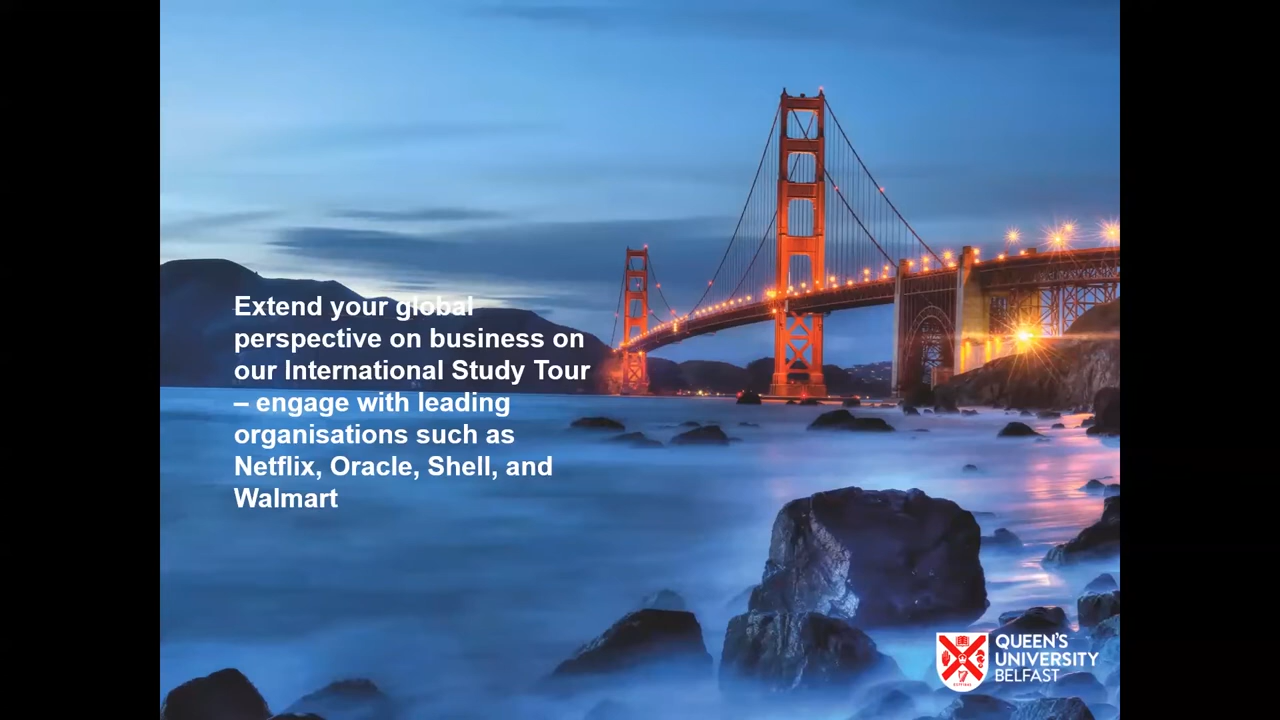 Extend your global
perspective on business on
our International Study Tour
– engage with leading
organisations such as
Netflix, Oracle, Shell, and
Walmart
QUEEN'S
UNIVERSITY
BELFAST